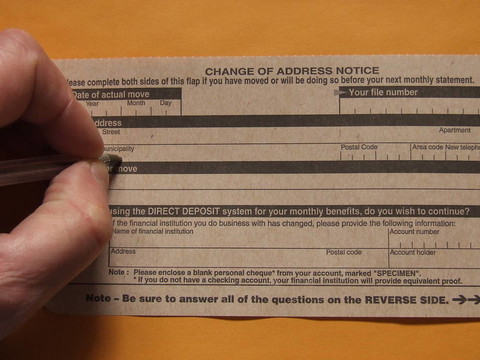 CHANGE OF ADDRESS NOTICE
Please complete both sides of this flap if you have moved or will be doing so before your next monthly statement.
Date of actual move
Your file number
Year Month Day
address
Street Apartment
Municipality Postal Code Area code New
move
using the DIRECT DEPOSIT system for your monthly benefits, do you wish to continue?
If the financial institution you do business with has changed, please provide the following information:
Name of financial institution Account number
Address Postal code Account holder
Note : Please enclose a blank personal cheque* from your account, marked "SPECIMEN".
* If you do not have a checking account, your financial institution will provide equivalent proof.
Note – Be sure to answer all of the questions on the REVERSE SIDE.